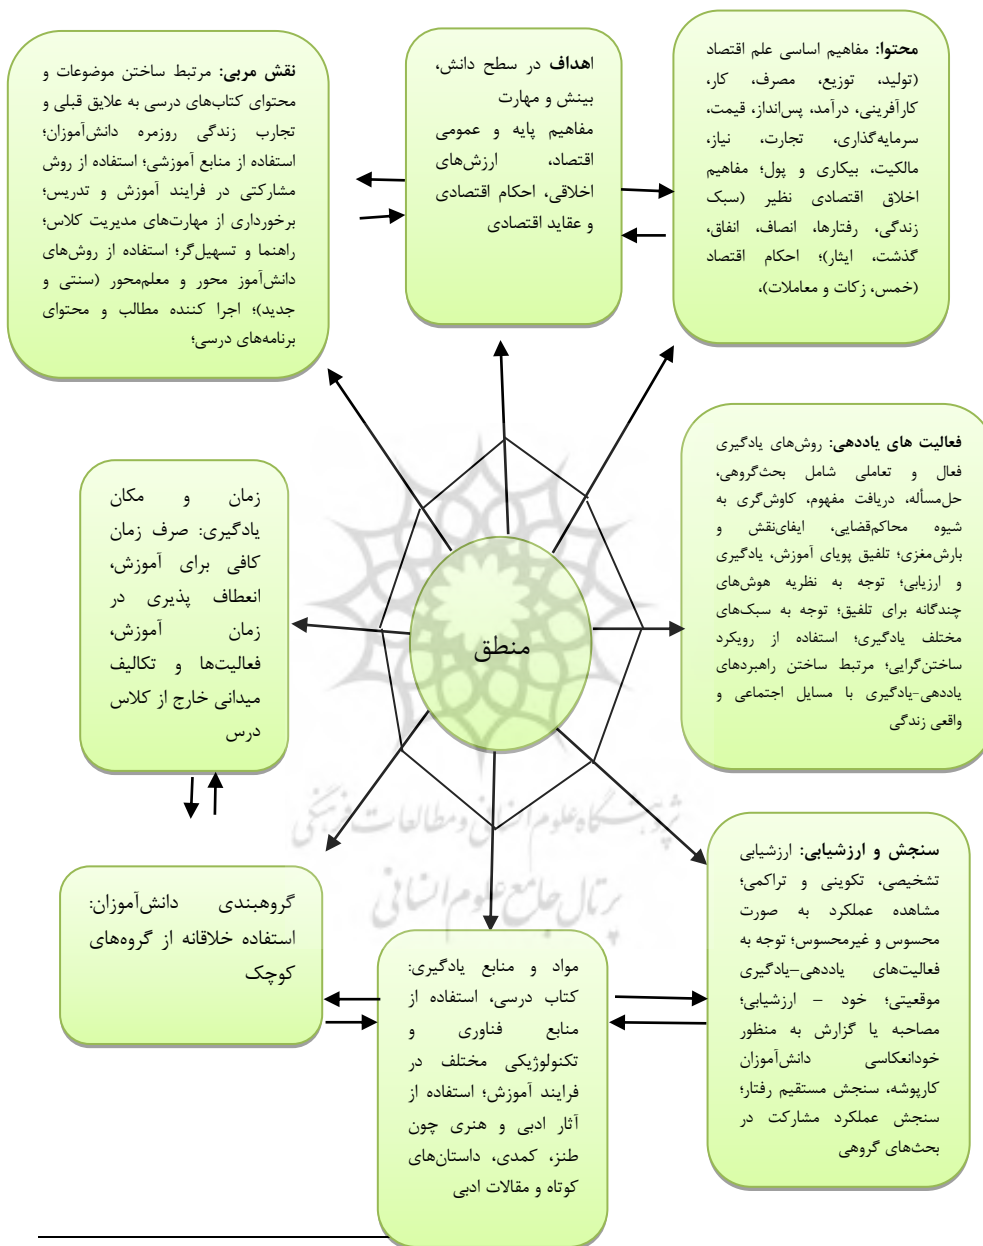 محتوا: مفاهیم اساسی علم اقتصاد
(تولید، توزیع، مصرف، کار،
کارآفرینی، درآمد، پس‌انداز، قیمت،
سرمایه‌گذاری، تجارت، نیاز،
مالکیت، بیکاری و پول؛ مفاهیم
اخلاق اقتصادی نظیر (سبک
زندگی، رفتارها، انصاف، انفاق،
گذشت، ایثار)؛ احکام اقتصاد
(خمس، زکات و معاملات)،
اهداف در سطح دانش،
بینش و مهارت
مفاهیم پایه و عمومی
اقتصاد، ارزش‌های
اخلاقی، احکام اقتصادی
و عقاید اقتصادی
نقش مربی: مرتبط ساختن موضوعات و
محتوای کتاب‌های درسی به علایق قبلی و
تجارب زندگی روزمره دانش‌آموزان؛
استفاده از منابع آموزشی؛ استفاده از روش
مشارکتی در فرایند آموزش و تدریس؛
برخورداری از مهارت‌های مدیریت کلاس؛
راهنما و تسهیل‌گر؛ استفاده از روش‌های
دانش‌آموز محور و معلم‌محور (سنتی و
جدید)؛ اجرا کننده مطالب و محتوای
برنامه‌های درسی؛
فعالیت های یاددهی: روش‌های یادگیری
فعال و تعاملی شامل بحث‌گروهی،
حل‌مسأله، دریافت مفهوم، کاوش‌گری به
شیوه محاکم‌قضایی، ایفای‌نقش و
بارش‌مغزی؛ تلفیق پویای آموزش، یادگیری
و ارزیابی؛ توجه به نظریه هوش‌های
چندگانه برای تلفیق؛ توجه به سبک‌های
مختلف یادگیری؛ استفاده از رویکرد
ساختن‌گرایی؛ مرتبط ساختن راهبردهای
یاددهی-یادگیری با مسایل اجتماعی و
واقعی زندگی
زمان و مکان
یادگیری: صرف زمان
کافی برای آموزش،
انعطاف پذیری در
زمان آموزش،
فعالیت‌ها و تکالیف
میدانی خارج از کلاس
درس
منطق
پژوهشگاه علوم انسانی و مطالعات فرهنگی
پرتال جامع علوم انسانی
سنجش و ارزشیابی: ارزشیابی
تشخیصی، تکوینی و تراکمی؛
مشاهده عملکرد به صورت
محسوس و غیرمحسوس؛ توجه به
فعالیت‌های یاددهی–یادگیری
موقعیتی؛ خود – ارزشیابی؛
مصاحبه یا گزارش به منظور
خودانعکاسی دانش‌آموزان
کارپوشه، سنجش مستقیم رفتار؛
سنجش عملکرد مشارکت در
بحث‌های گروهی
گروهبندی دانش‌آموزان:
استفاده خلاقانه از گروه‌های
کوچک
مواد و منابع یادگیری:
کتاب درسی، استفاده از
منابع فناوری و
تکنولوژیکی مختلف در
فرایند آموزش؛ استفاده از
آثار ادبی و هنری چون
طنز، کمدی، داستان‌های
کوتاه و مقالات ادبی